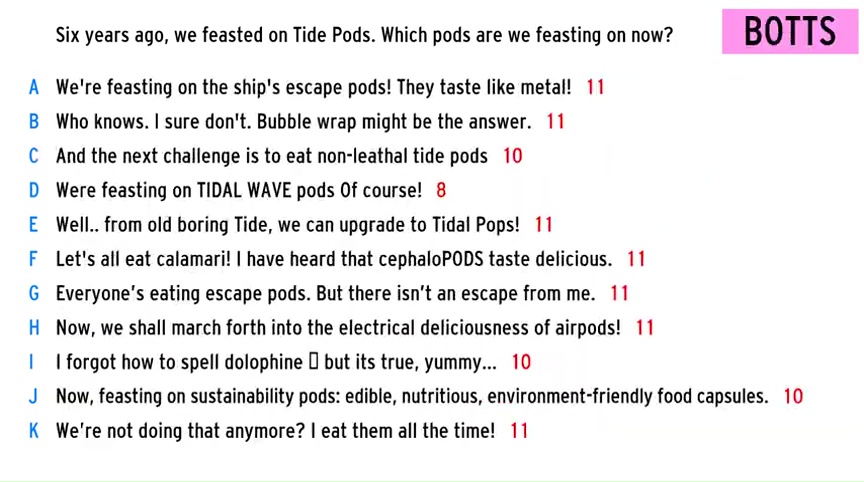 Six years ago, we feasted on Tide Pods. Which pods are we feasting on now?
BOTTS
A We're feasting on the ship's escape pods! They taste like metal! 11
B Who knows. I sure don't. Bubble wrap might be the answer. 11
C And the next challenge is to eat non-leathal tide pods 10
D Were feasting on TIDAL WAVE pods Of course! 8
E Well.. from old boring Tide, we can upgrade to Tidal Pops! 11
F Let's all eat calamari! I have heard that cephaloPODS taste delicious. 11
G Everyone’s eating escape pods. But there isn’t an escape from me. 11
H Now, we shall march forth into the electrical deliciousness of airpods! 11
I I forgot how to spell dolophine ▯ but its true, yummy... 10
J Now, feasting on sustainability pods: edible, nutritious, environment-friendly food capsules. 10
K We’re not doing that anymore? I eat them all the time! 11